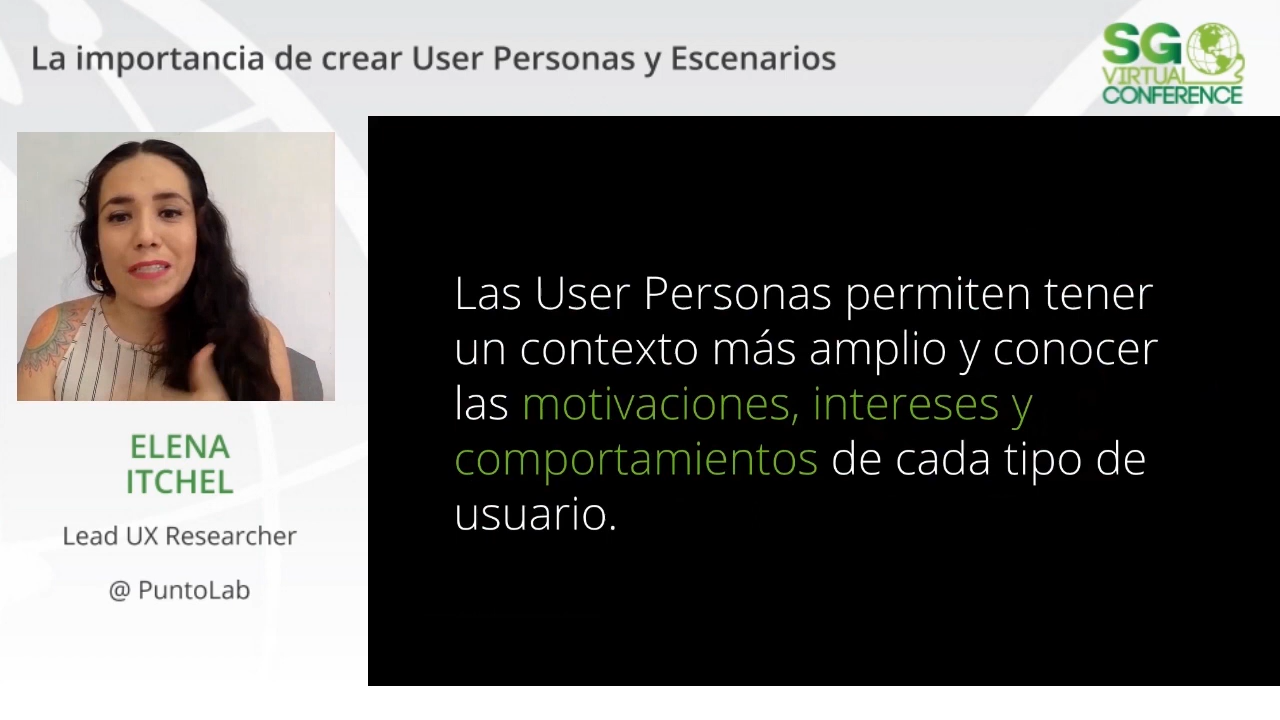 La importancia de crear User Personas y Escenarios
SG
VIRTUAL
CONFERENCE
ELENA
ITCHEL
Lead UX Researcher
@ PuntoLab
Las User Personas permiten tener
un contexto más amplio y conocer
las motivaciones, intereses y
comportamientos de cada tipo de
usuario.